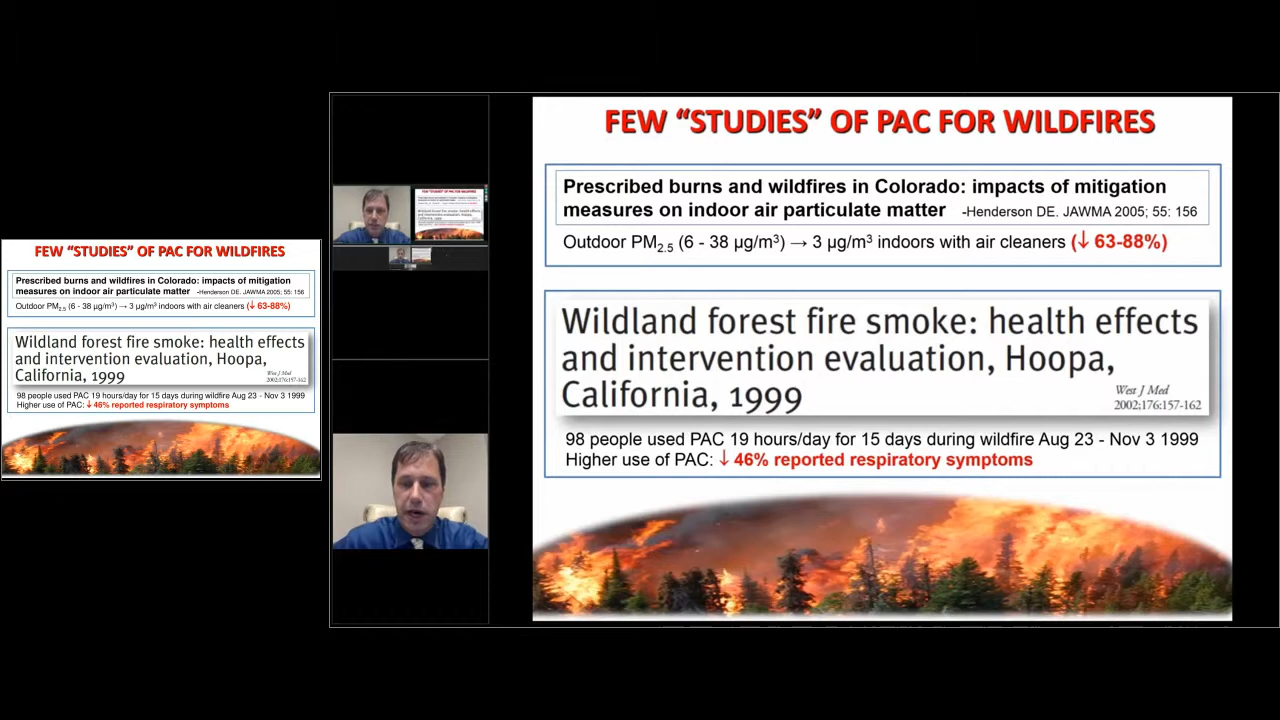 FEW “STUDIES” OF PAC FOR WILDFIRES
Prescribed burns and wildfires in Colorado: impacts of mitigation
measures on indoor air particulate matter -Henderson DE. JAWMA 2005; 55: 156
Outdoor PM2.5 (6 - 38 µg/m³) → 3 µg/m³ indoors with air cleaners (↓ 63-88%)
Wildland forest fire smoke: health effects
and intervention evaluation, Hoopa,
California, 1999
West J Med
2002;176:157-162
98 people used PAC 19 hours/day for 15 days during wildfire Aug 23 - Nov 3 1999
Higher use of PAC: ↓ 46% reported respiratory symptoms
FEW “STUDIES” OF PAC FOR WILDFIRES
Prescribed burns and wildfires in Colorado: impacts of mitigation
measures on indoor air particulate matter -Henderson DE. JAWMA 2005; 55: 156
Outdoor PM2.5 (6 - 38 µg/m³) → 3 µg/m³ indoors with air cleaners (↓ 63-88%)
Wildland forest fire smoke: health effects
and intervention evaluation, Hoopa,
California, 1999
West J Med
2002;176:157-162
98 people used PAC 19 hours/day for 15 days during wildfire Aug 23 - Nov 3 1999
Higher use of PAC: ↓ 46% reported respiratory symptoms